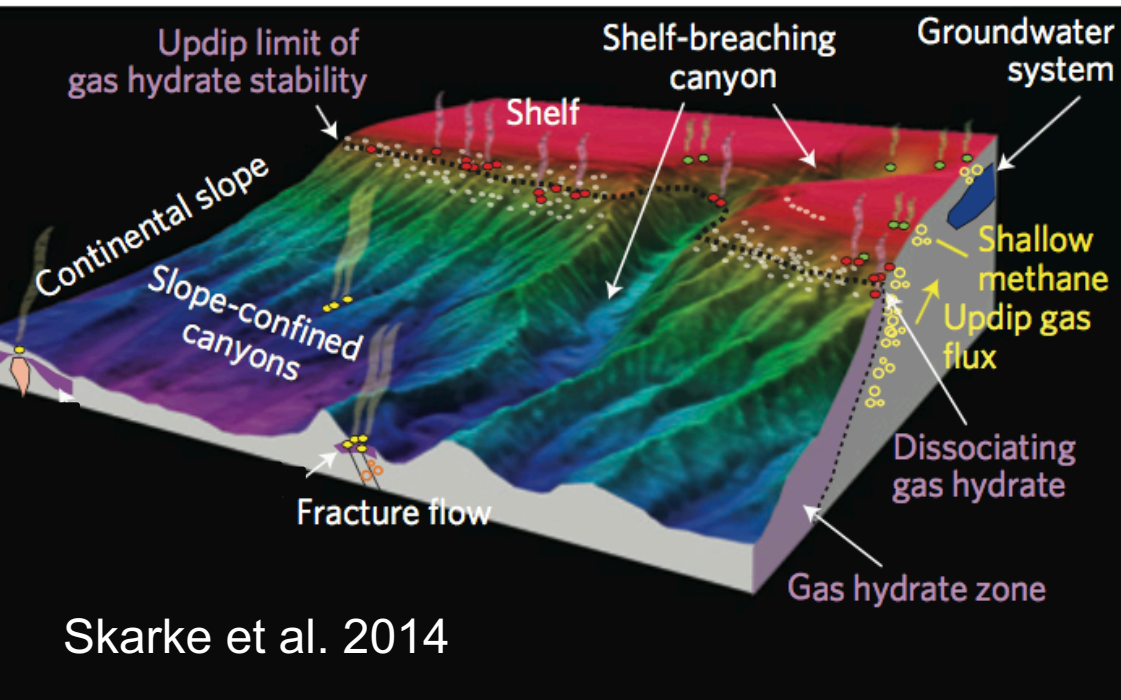 Updip limit of
gas hydrate stability
Shelf-breaching
canyon
Groundwater
system
Shelf
Continental slope
Slope-confined
canyons
Shallow
methane
Updip gas
flux
Dissociating
gas hydrate
Fracture flow
Gas hydrate zone
Skarke et al. 2014